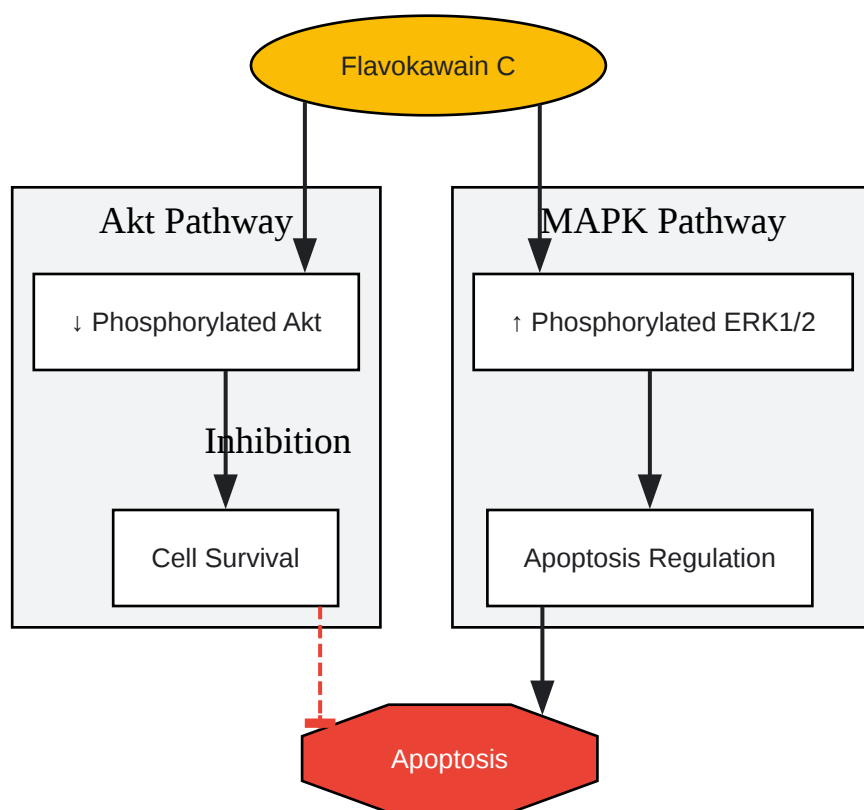 Flavokawain C
Akt Pathway
MAPK Pathway
↓ Phosphorylated Akt
↑ Phosphorylated ERK1/2
Inhibition
Cell Survival
Apoptosis Regulation
Apoptosis